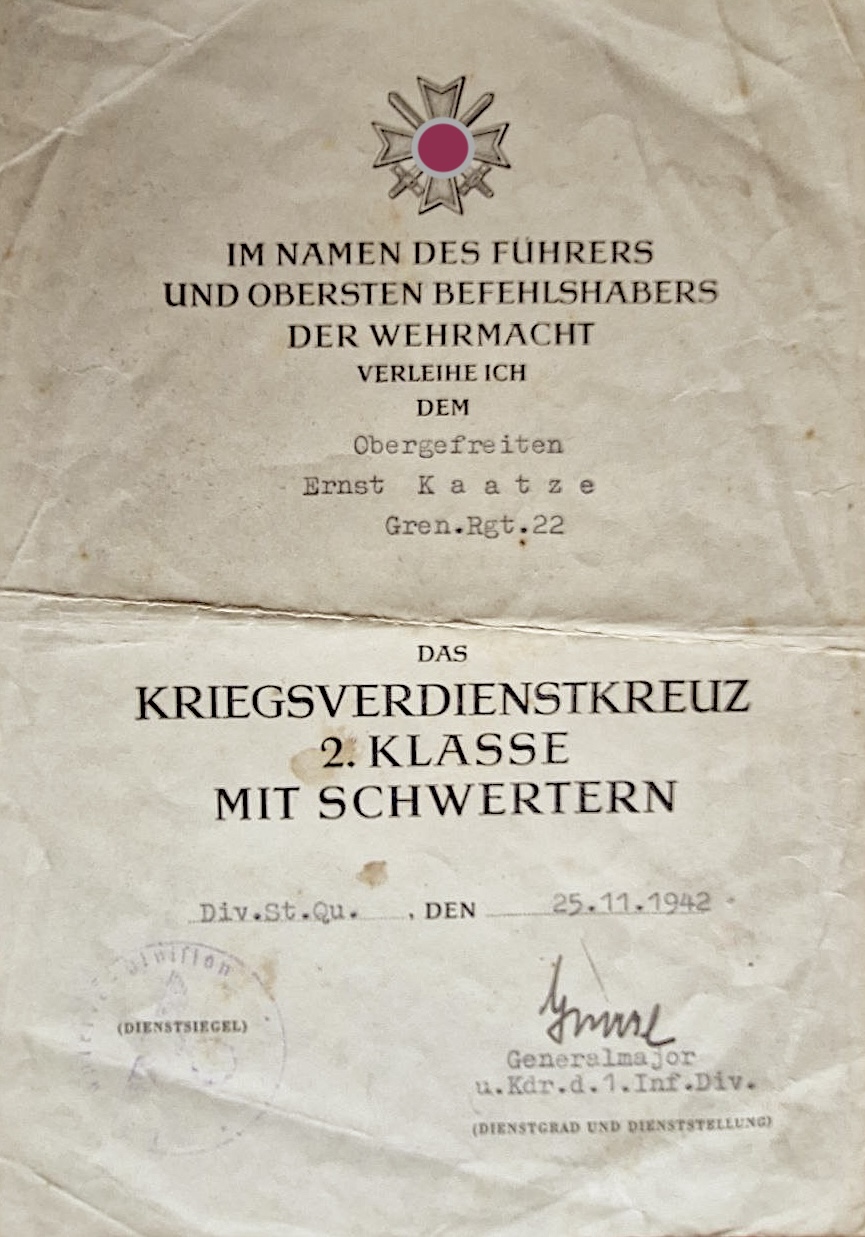 IM NAMEN DES FÜHRERS
UND OBERSTEN BEFEHLSHABERS
DER WEHRMACHT
VERLEIHE ICH
DEM
Obergefreiten
Ernst K a a t z e
Gren.Rgt.22
DAS
KRIEGSVERDIENSTKREUZ
2. KLASSE
MIT SCHWERTERN
Div.St.Qu. , DEN 25.11.1942
Division
(DIENSTSIEGEL)
Generalmajor
u.Kdr.d.1.Inf.Div.
(DIENSTGRAD UND DIENSTSTELLUNG)